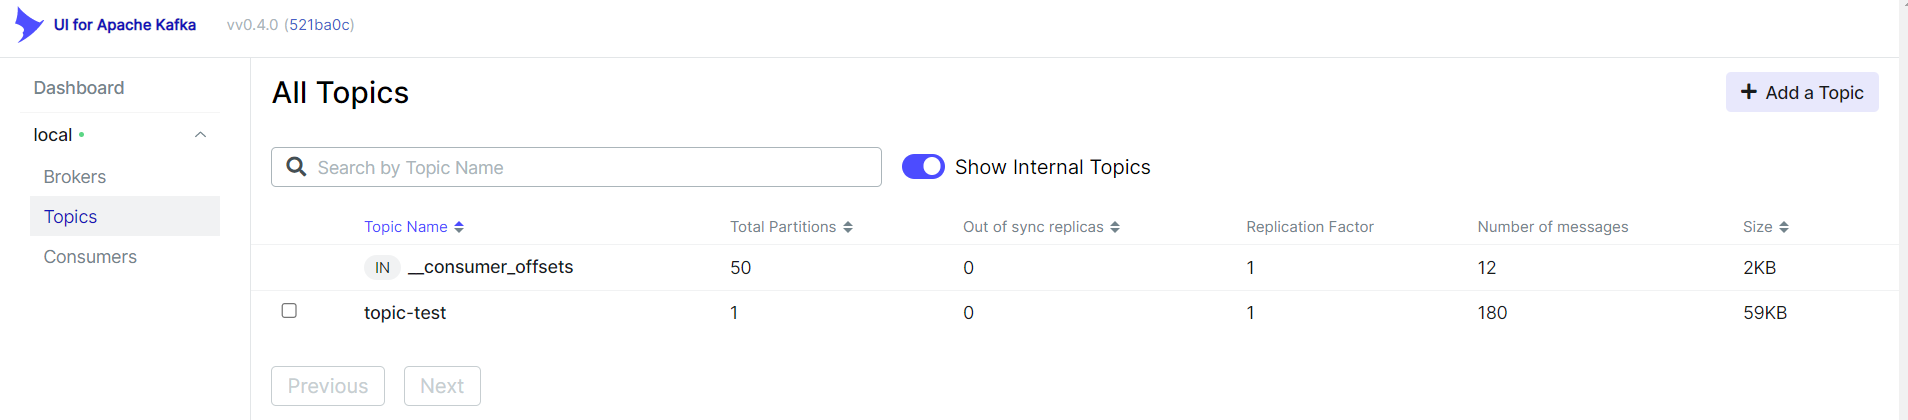 UI for Apache Kafka vv0.4.0 (521ba0c)
Dashboard
local
Brokers
Topics
Consumers
All Topics
Add a Topic
Search by Topic Name
Show Internal Topics
Topic Name Total Partitions Out of sync replicas Replication Factor Number of messages Size
IN __consumer_offsets 50 0 1 12 2KB
topic-test 1 0 1 180 59KB
Previous Next